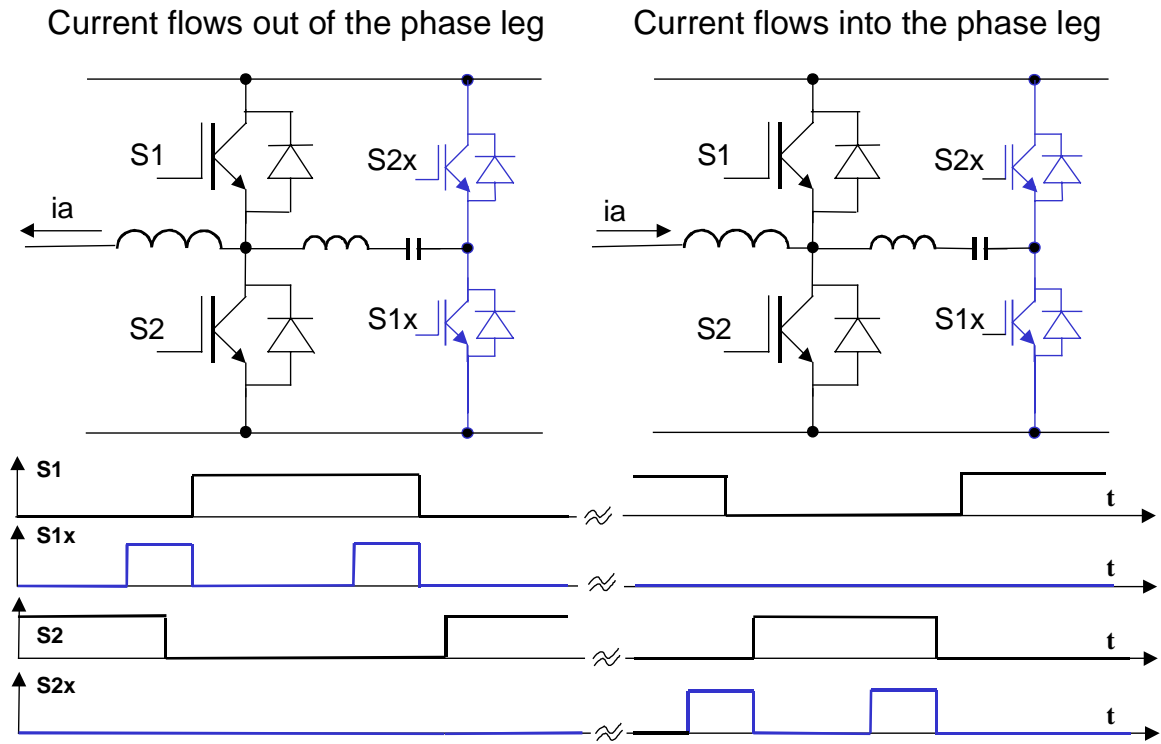 Current flows out of the phase leg
Current flows into the phase leg
S1
S2x
ia
S2
S1x
S1
S2x
ia
S2
S1x
S1
t
S1x
t
S2
t
S2x
t